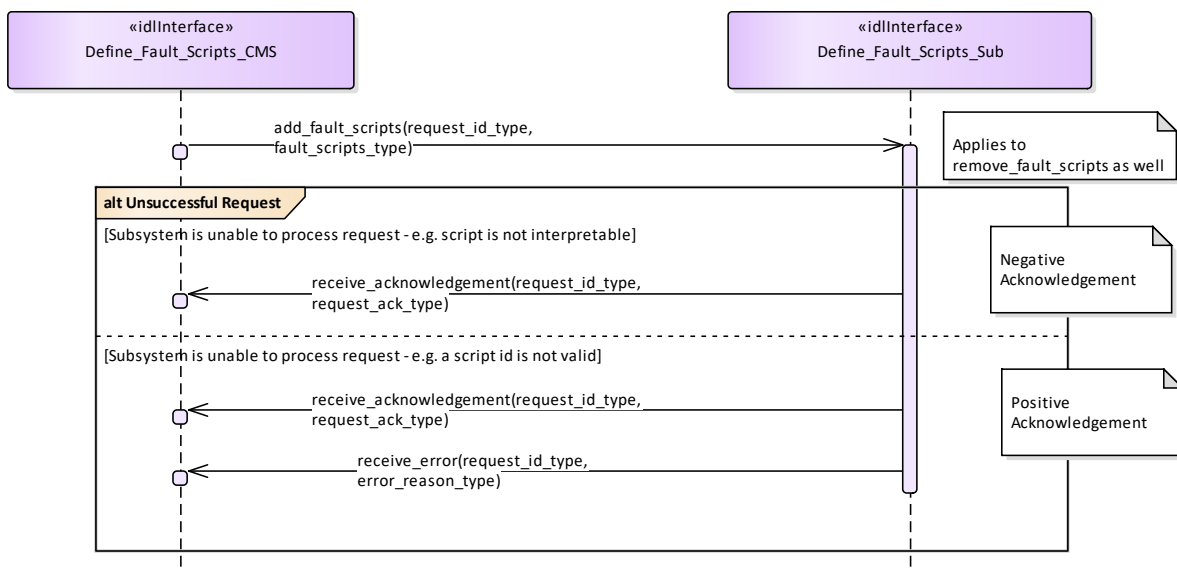 «idlInterface»
Define_Fault_Scripts_CMS
«idlInterface»
Define_Fault_Scripts_Sub
add_fault_scripts(request_id_type,
fault_scripts_type)
Applies to
remove_fault_scripts as well
alt Unsuccessful Request
[Subsystem is unable to process request - e.g. script is not interpretable]
Negative
Acknowledgement
receive_acknowledgement(request_id_type,
request_ack_type)
[Subsystem is unable to process request - e.g. a script id is not valid]
Positive
Acknowledgement
receive_acknowledgement(request_id_type,
request_ack_type)
receive_error(request_id_type,
error_reason_type)